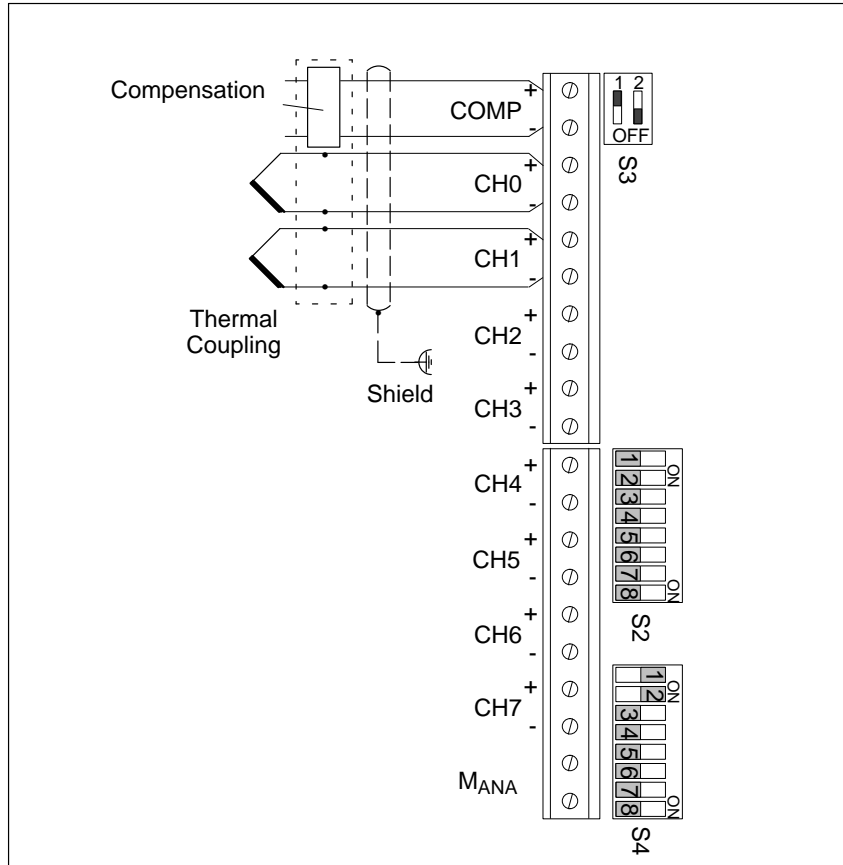 Compensation
+
COMP
-
1 2
OFF
S3
+
CH0
-
+
CH1
-
Thermal
Coupling
Shield
+
CH2
-
+
CH3
-
+
CH4
-
+
CH5
-
+
CH6
-
+
CH7
-
M_ANA
1
2
3
4
5
6
7
8
ON
ON
S2
1
2
3
4
5
6
7
8
ON
ON
S4